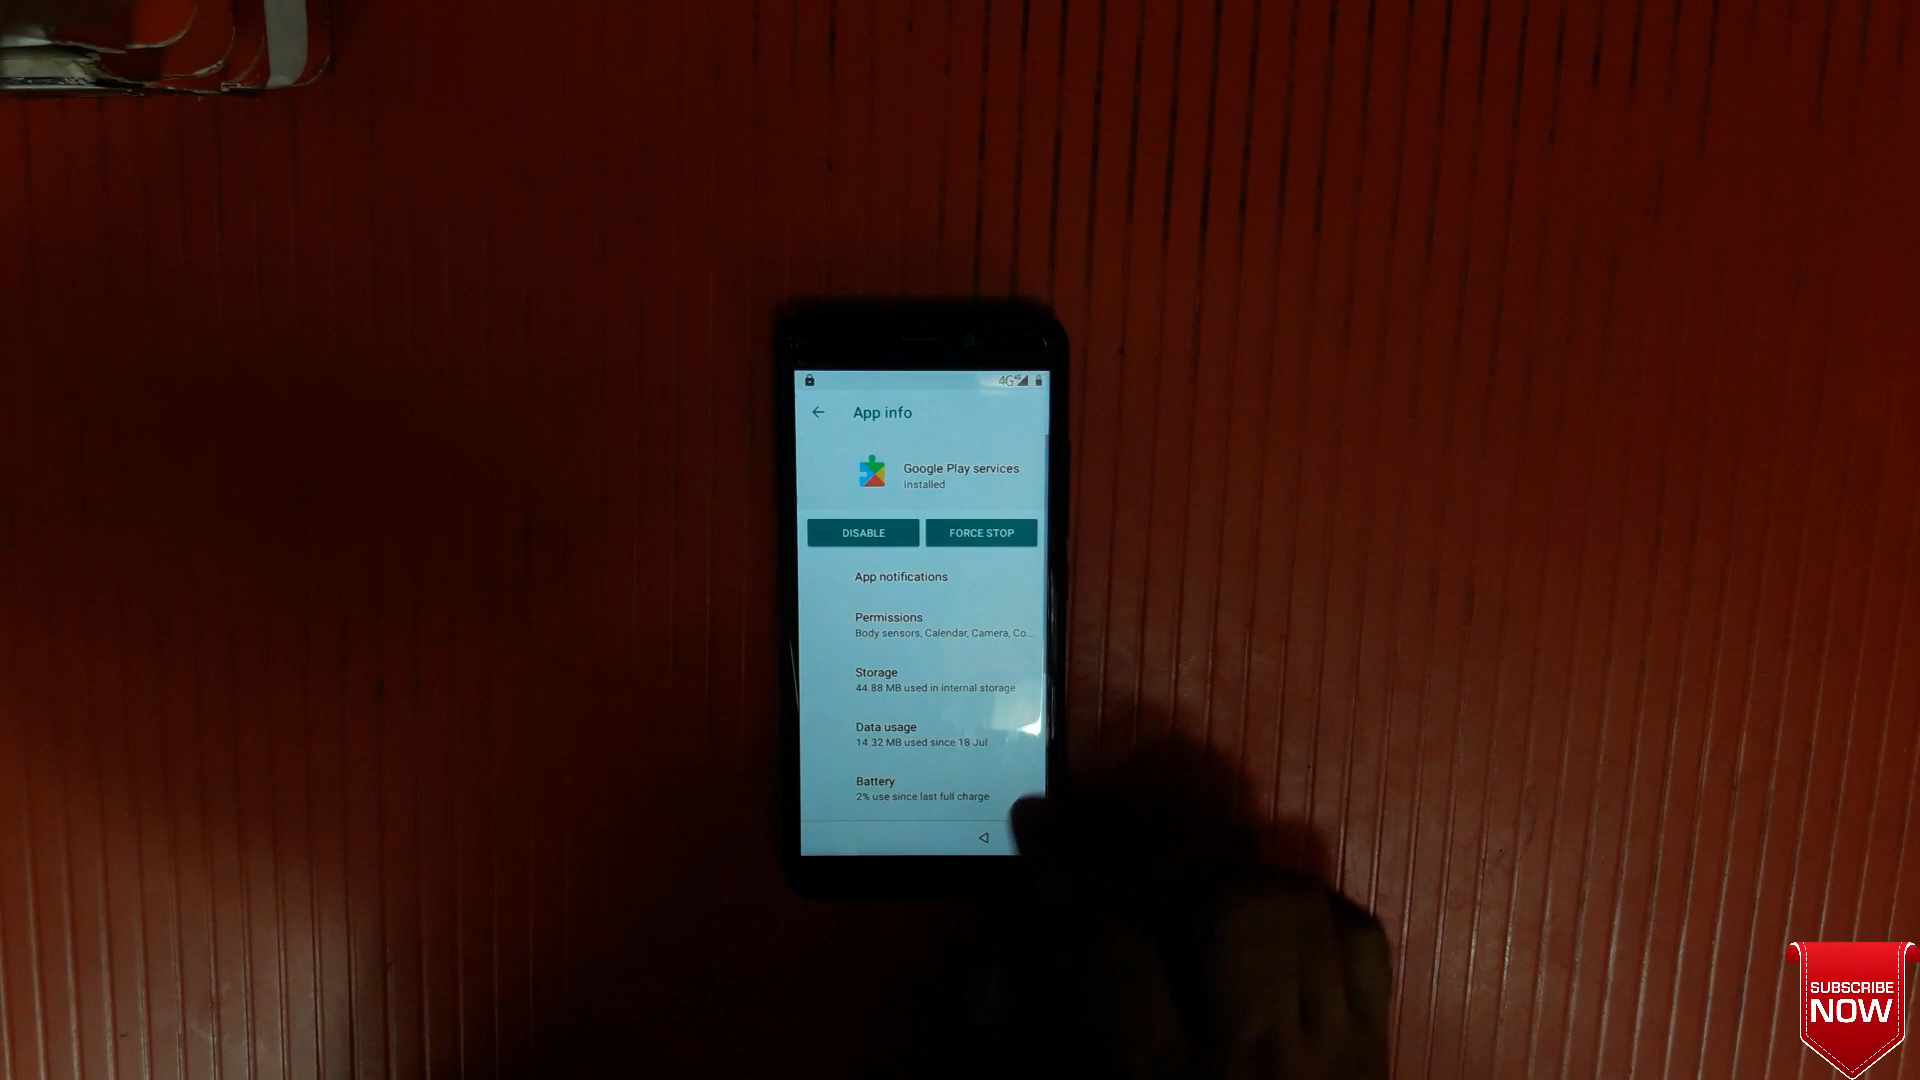 4G
App info
Google Play services
Installed
DISABLE
FORCE STOP
App notifications
Permissions
Body sensors, Calendar, Camera, Co...
Storage
44.88 MB used in internal storage
Data usage
14.32 MB used since 18 Jul
Battery
2% use since last full charge
SUBSCRIBE
NOW